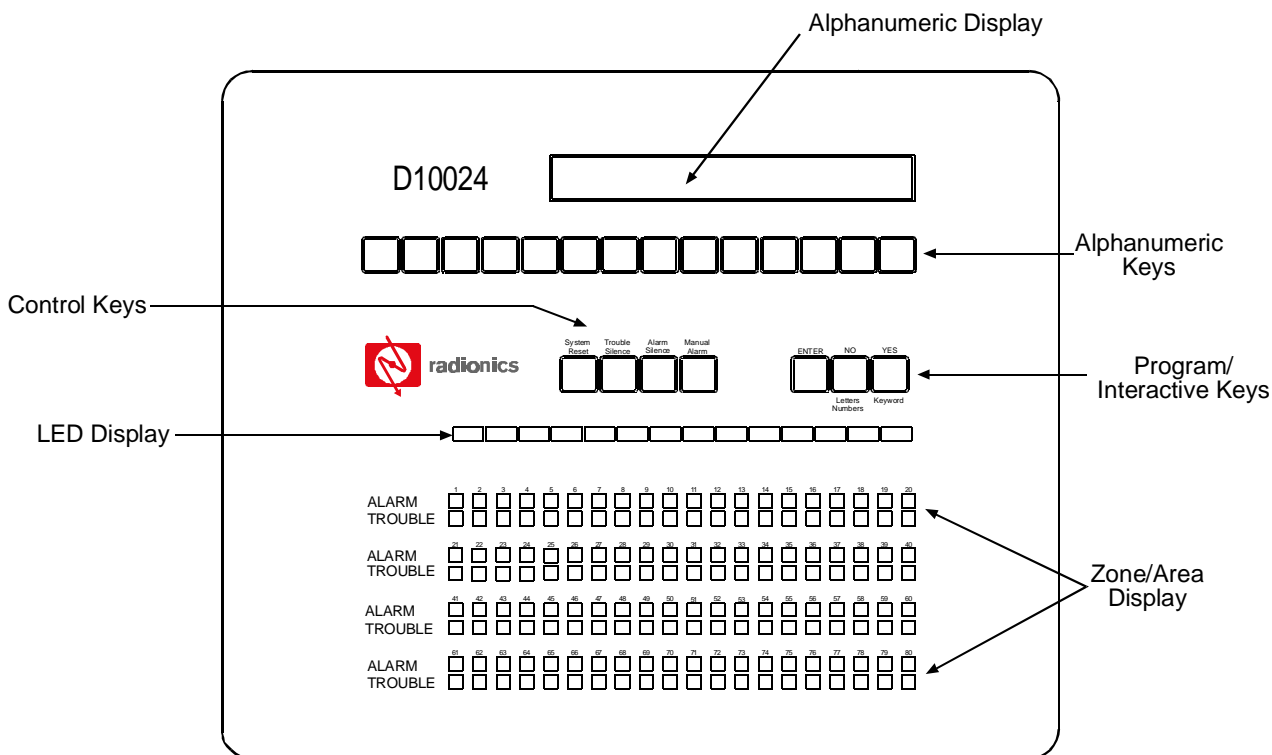 Alphanumeric Display
D10024
Alphanumeric
Keys
Control Keys
System
Reset
Trouble
Silence
Alarm
Silence
Manual
Alarm
ENTER
NO
YES
radionics
Letters
Numbers
Keyword
Program/
Interactive Keys
LED Display
1 2 3 4 5 6 7 8 9 10 11 12 13 14 15 16 17 18 19 20
ALARM
TROUBLE
21 22 23 24 25 26 27 28 29 30 31 32 33 34 35 36 37 38 39 40
ALARM
TROUBLE
Zone/Area
Display
41 42 43 44 45 46 47 48 49 50 51 52 53 54 55 56 57 58 59 60
ALARM
TROUBLE
61 62 63 64 65 66 67 68 69 70 71 72 73 74 75 76 77 78 79 80
ALARM
TROUBLE